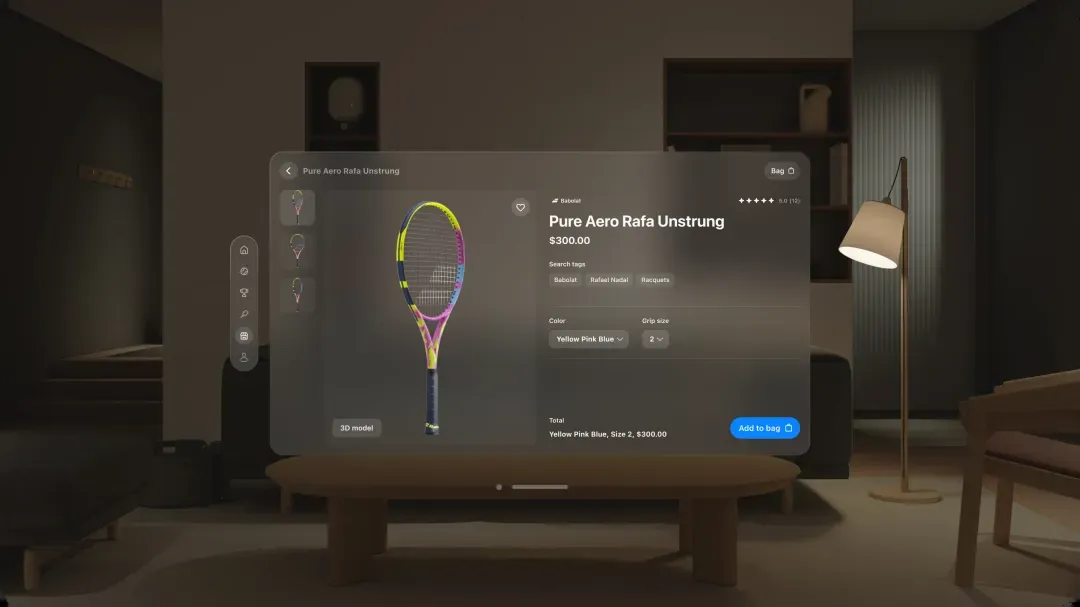 Pure Aero Rafa Unstrung
Bag
Babolat
5.0 (15)
Pure Aero Rafa Unstrung
$300.00
Search tags
Babolat Rafael Nadal Racquets
Color Grip size
Yellow Pink Blue 2
3D model
Total
Yellow Pink Blue, Size 2, $300.00
Add to bag